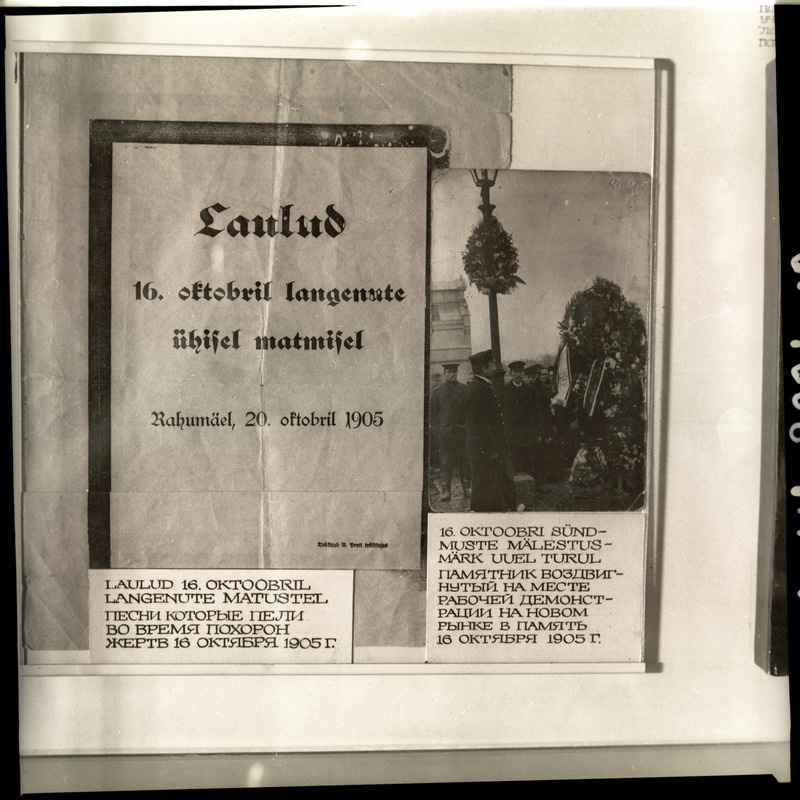 Laulud
16. oktobril langenute
ühisel matmisel
Rahumäel, 20. oktobril 1905
LAULUD 16. OKTOOBRIL
LANGENUTE MATUSTEL
ПЕСНИ КОТОРЫЕ ПЕЛИ
ВО ВРЕМЯ ПОХОРОН
ЖЕРТВ 16 ОКТЯБРЯ 1905 Г.
16. OKTOOBRI SÜND-
MUSTE MÄLESTUS-
MÄRK UUEL TURUL
ПАМЯТНИК ВОЗДВИГ-
НУТЫЙ НА МЕСТЕ
РАБОЧЕЙ ДЕМОНСТ-
РАЦИИ НА НОВОМ
РЫНКЕ В ПАМЯТЬ
16 ОКТЯБРЯ 1905 Г.